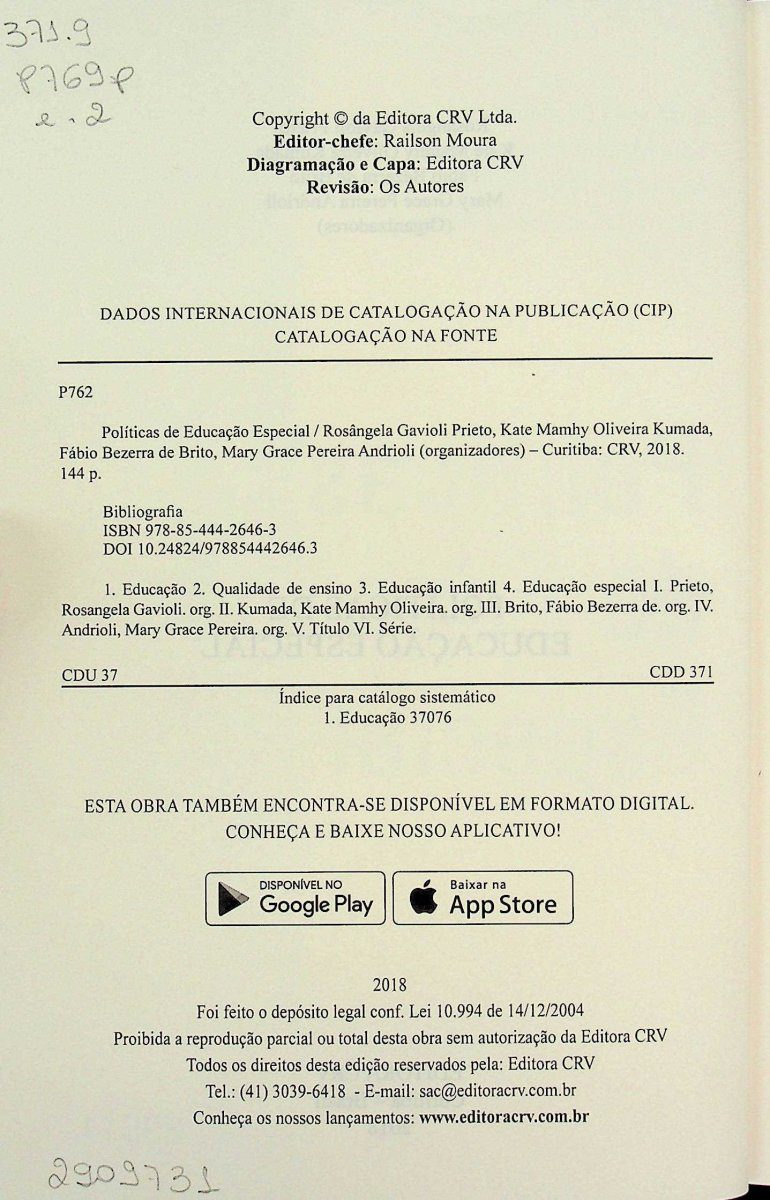 371.9
P769p
e.2
Copyright © da Editora CRV Ltda.
Editor-chefe: Railson Moura
Diagramação e Capa: Editora CRV
Revisão: Os Autores
DADOS INTERNACIONAIS DE CATALOGAÇÃO NA PUBLICAÇÃO (CIP)
CATALOGAÇÃO NA FONTE
P762
Políticas de Educação Especial / Rosângela Gavioli Prieto, Kate Mamhy Oliveira Kumada,
Fábio Bezerra de Brito, Mary Grace Pereira Andrioli (organizadores) – Curitiba: CRV, 2018.
144 p.
Bibliografia
ISBN 978-85-444-2646-3
DOI 10.24824/978854442646.3
1. Educação 2. Qualidade de ensino 3. Educação infantil 4. Educação especial I. Prieto,
Rosangela Gavioli. org. II. Kumada, Kate Mamhy Oliveira. org. III. Brito, Fábio Bezerra de. org. IV.
Andrioli, Mary Grace Pereira. org. V. Título VI. Série.
CDU 37 CDD 371
Índice para catálogo sistemático
1. Educação 37076
ESTA OBRA TAMBÉM ENCONTRA-SE DISPONÍVEL EM FORMATO DIGITAL.
CONHEÇA E BAIXE NOSSO APLICATIVO!
DISPONÍVEL NO
Google Play
Baixar na
App Store
2018
Foi feito o depósito legal conf. Lei 10.994 de 14/12/2004
Proibida a reprodução parcial ou total desta obra sem autorização da Editora CRV
Todos os direitos desta edição reservados pela: Editora CRV
Tel.: (41) 3039-6418 - E-mail: sac@editoracrv.com.br
Conheça os nossos lançamentos: www.editoracrv.com.br
2909731